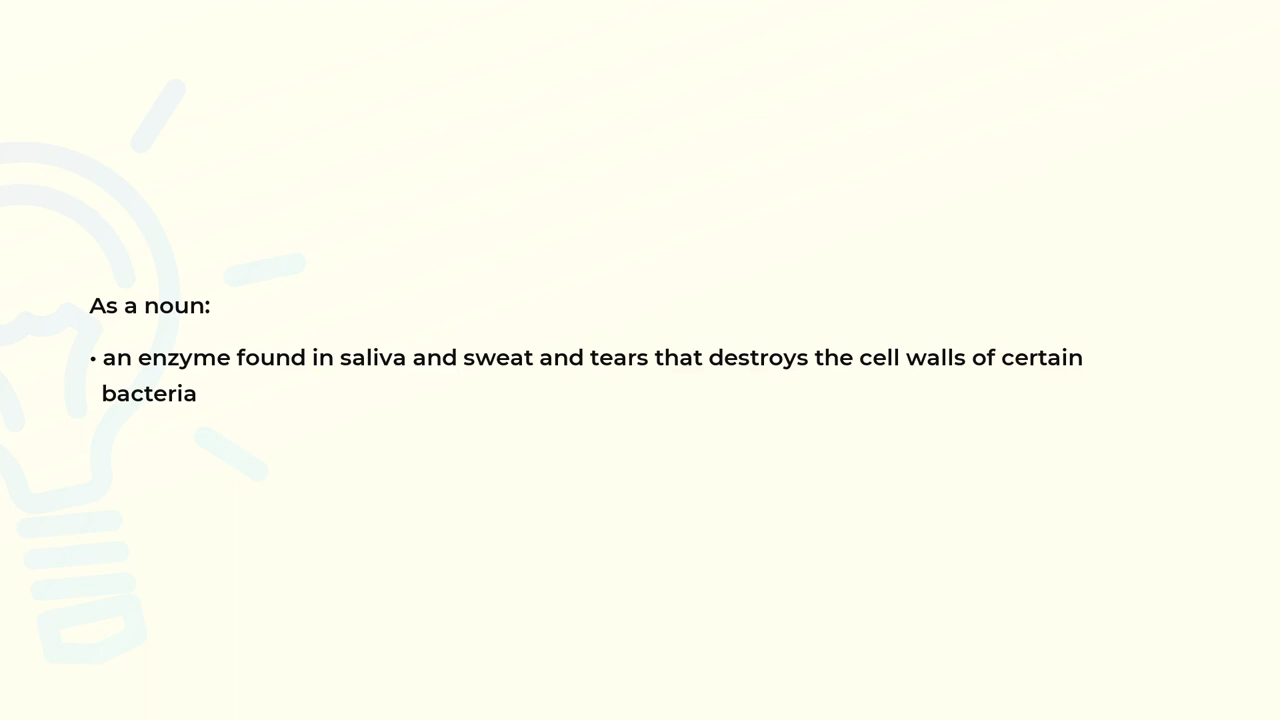 As a noun:
• an enzyme found in saliva and sweat and tears that destroys the cell walls of certain
bacteria